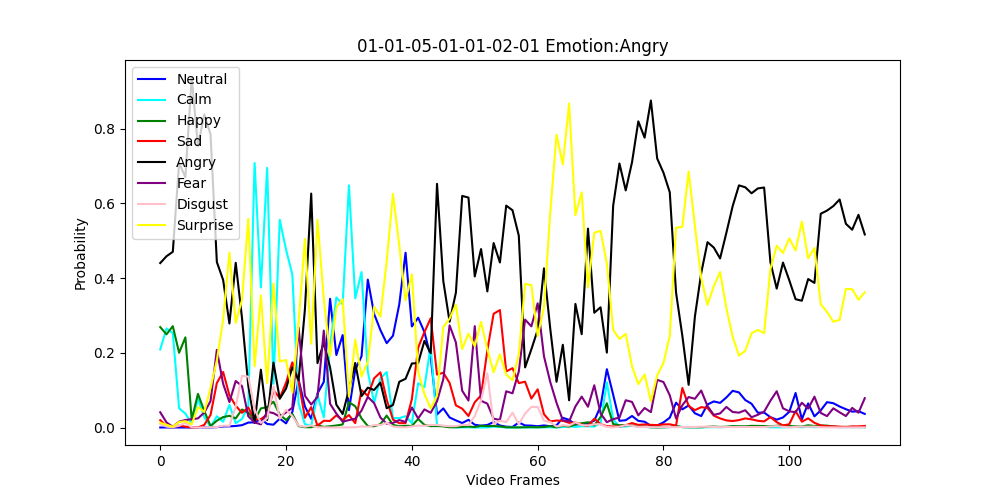 01-01-05-01-01-02-01 Emotion:Angry
Neutral
Calm
Happy
Sad
Angry
Fear
Disgust
Surprise
Probability
0.8
0.6
0.4
0.2
0.0
0 20 40 60 80 100
Video Frames